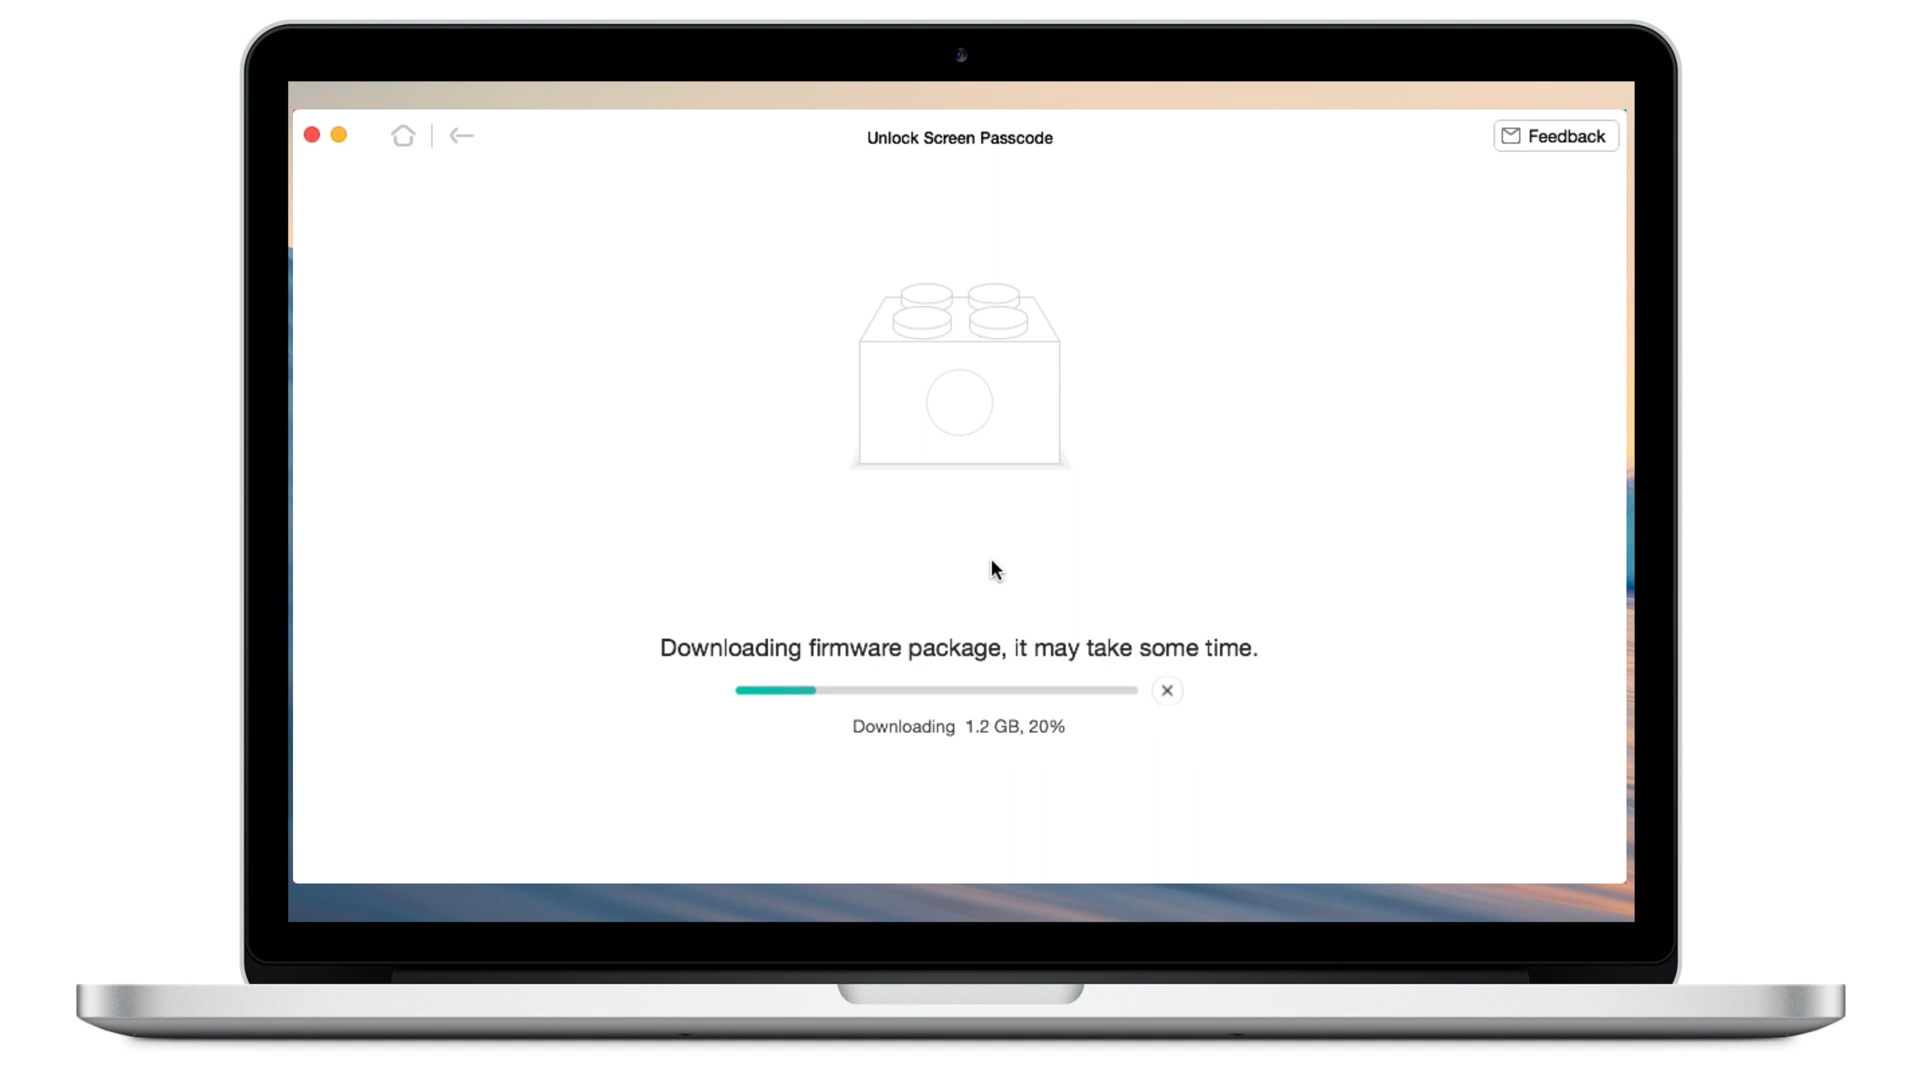 Unlock Screen Passcode
Feedback
Downloading firmware package, it may take some time.
Downloading 1.2 GB, 20%